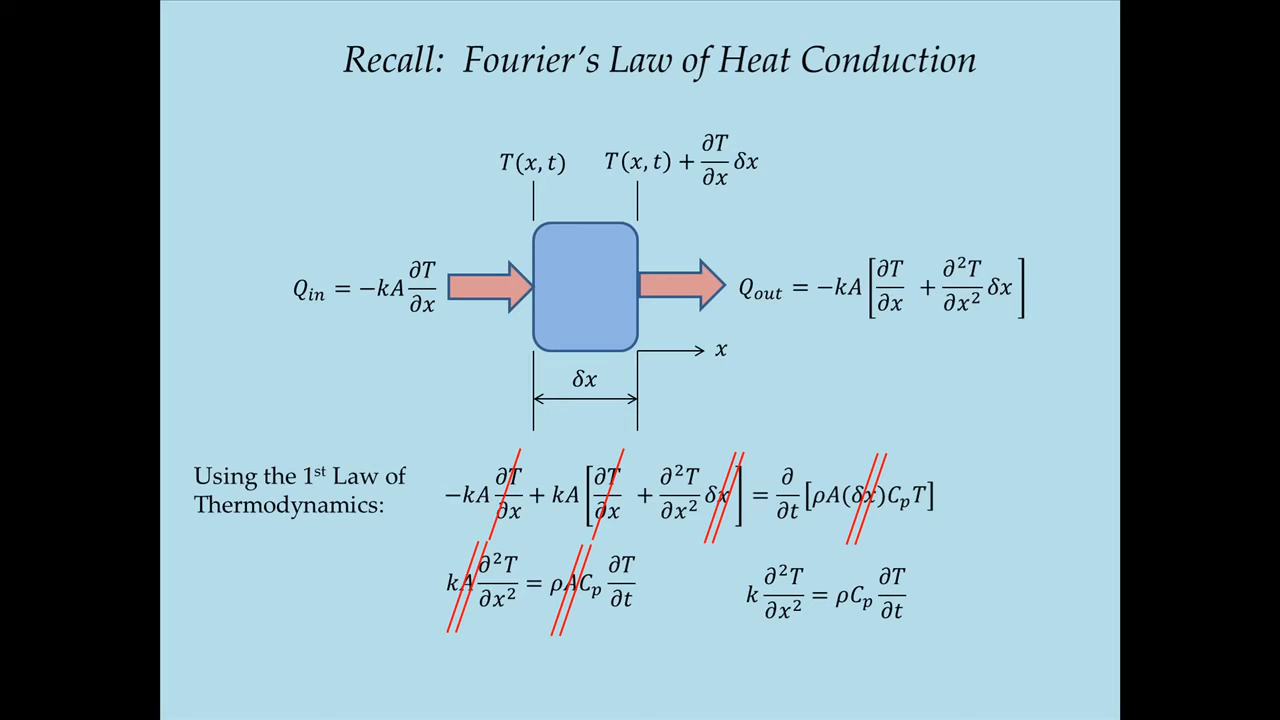 Recall: Fourier's Law of Heat Conduction
T(x, t)
T(x, t) + ∂T/∂x δx
Q_in = −kA ∂T/∂x
Q_out = −kA [∂T/∂x + ∂²T/∂x² δx]
x
δx
Using the 1st Law of
Thermodynamics:
−kA ∂T/∂x + kA [∂T/∂x + ∂²T/∂x² δx] = ∂/∂t [ρA(δx)C_pT]
kA ∂²T/∂x² = ρAC_p ∂T/∂t
k ∂²T/∂x² = ρC_p ∂T/∂t